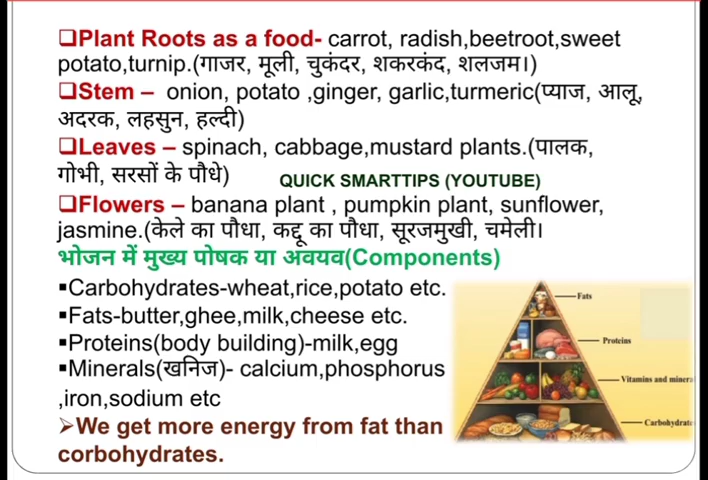 ❑Plant Roots as a food- carrot, radish,beetroot,sweet
potato,turnip.(गाजर, मूली, चुकंदर, शकरकंद, शलजम।)
❑Stem – onion, potato ,ginger, garlic,turmeric(प्याज, आलू,
अदरक, लहसुन, हल्दी)
❑Leaves – spinach, cabbage,mustard plants.(पालक,
गोभी, सरसों के पौधे) QUICK SMARTTIPS (YOUTUBE)
❑Flowers – banana plant , pumpkin plant, sunflower,
jasmine.(केले का पौधा, कद्दू का पौधा, सूरजमुखी, चमेली।
भोजन में मुख्य पोषक या अवयव(Components)
▪Carbohydrates-wheat,rice,potato etc.
▪Fats-butter,ghee,milk,cheese etc.
▪Proteins(body building)-milk,egg
▪Minerals(खनिज)- calcium,phosphorus
,iron,sodium etc
➢We get more energy from fat than
corbohydrates.
Fats
Proteins
Vitamins and minera
Carbohydrate